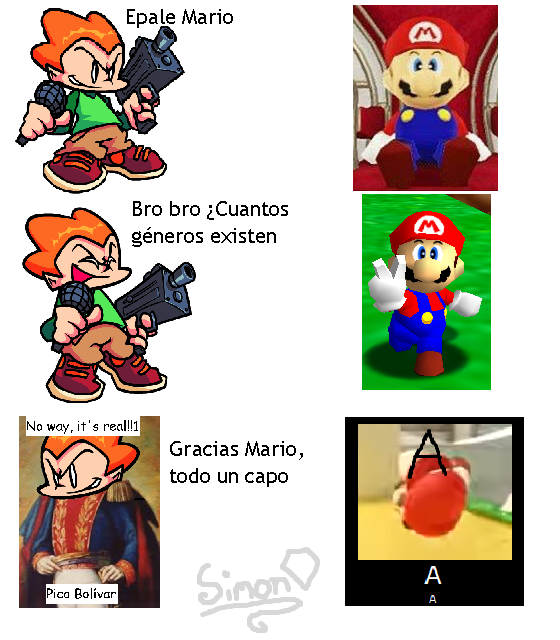 Epale Mario
M
Bro bro ¿Cuantos
géneros existen
M
No way, it's real!!1
Gracias Mario,
todo un capo
Pico Bolívar
A
A
A
Simon